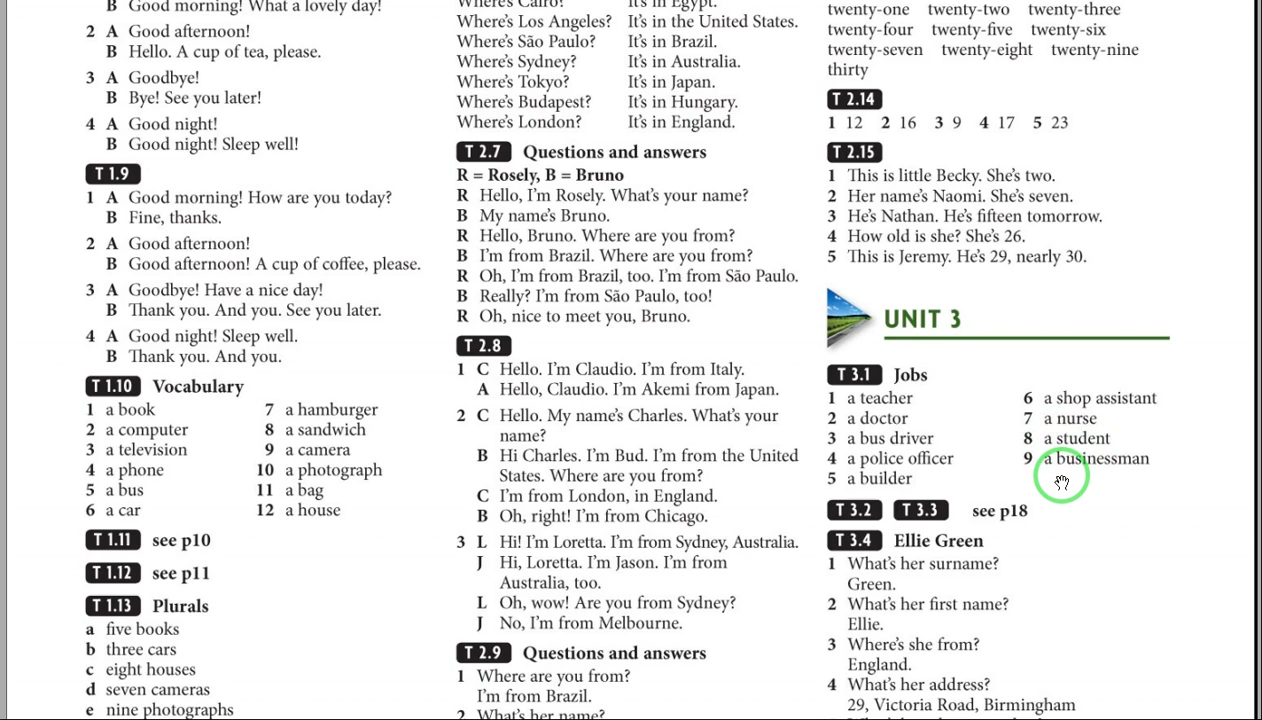 B Good morning! What a lovely day!
2 A Good afternoon!
B Hello. A cup of tea, please.
3 A Goodbye!
B Bye! See you later!
4 A Good night!
B Good night! Sleep well!
T 1.9
1 A Good morning! How are you today?
B Fine, thanks.
2 A Good afternoon!
B Good afternoon! A cup of coffee, please.
3 A Goodbye! Have a nice day!
B Thank you. And you. See you later.
4 A Good night! Sleep well.
B Thank you. And you.
T 1.10 Vocabulary
1 a book
2 a computer
3 a television
4 a phone
5 a bus
6 a car
7 a hamburger
8 a sandwich
9 a camera
10 a photograph
11 a bag
12 a house
T 1.11 see p10
T 1.12 see p11
T 1.13 Plurals
a five books
b three cars
c eight houses
d seven cameras
e nine photographs
Where's Cairo? It's in Egypt.
Where's Los Angeles? It's in the United States.
Where's São Paulo? It's in Brazil.
Where's Sydney? It's in Australia.
Where's Tokyo? It's in Japan.
Where's Budapest? It's in Hungary.
Where's London? It's in England.
T 2.7 Questions and answers
R = Rosely, B = Bruno
R Hello, I'm Rosely. What's your name?
B My name's Bruno.
R Hello, Bruno. Where are you from?
B I'm from Brazil. Where are you from?
R Oh, I'm from Brazil, too. I'm from São Paulo.
B Really? I'm from São Paulo, too!
R Oh, nice to meet you, Bruno.
T 2.8
1 C Hello. I'm Claudio. I'm from Italy.
A Hello, Claudio. I'm Akemi from Japan.
2 C Hello. My name's Charles. What's your
name?
B Hi Charles. I'm Bud. I'm from the United
States. Where are you from?
C I'm from London, in England.
B Oh, right! I'm from Chicago.
3 L Hi! I'm Loretta. I'm from Sydney, Australia.
J Hi, Loretta. I'm Jason. I'm from
Australia, too.
L Oh, wow! Are you from Sydney?
J No, I'm from Melbourne.
T 2.9 Questions and answers
1 Where are you from?
I'm from Brazil.
2 What's her name?
twenty-one twenty-two twenty-three
twenty-four twenty-five twenty-six
twenty-seven twenty-eight twenty-nine
thirty
T 2.14
1 12 2 16 3 9 4 17 5 23
T 2.15
1 This is little Becky. She's two.
2 Her name's Naomi. She's seven.
3 He's Nathan. He's fifteen tomorrow.
4 How old is she? She's 26.
5 This is Jeremy. He's 29, nearly 30.
UNIT 3
T 3.1 Jobs
1 a teacher
2 a doctor
3 a bus driver
4 a police officer
5 a builder
6 a shop assistant
7 a nurse
8 a student
9 a businessman
T 3.2 T 3.3 see p18
T 3.4 Ellie Green
1 What's her surname?
Green.
2 What's her first name?
Ellie.
3 Where's she from?
England.
4 What's her address?
29, Victoria Road, Birmingham